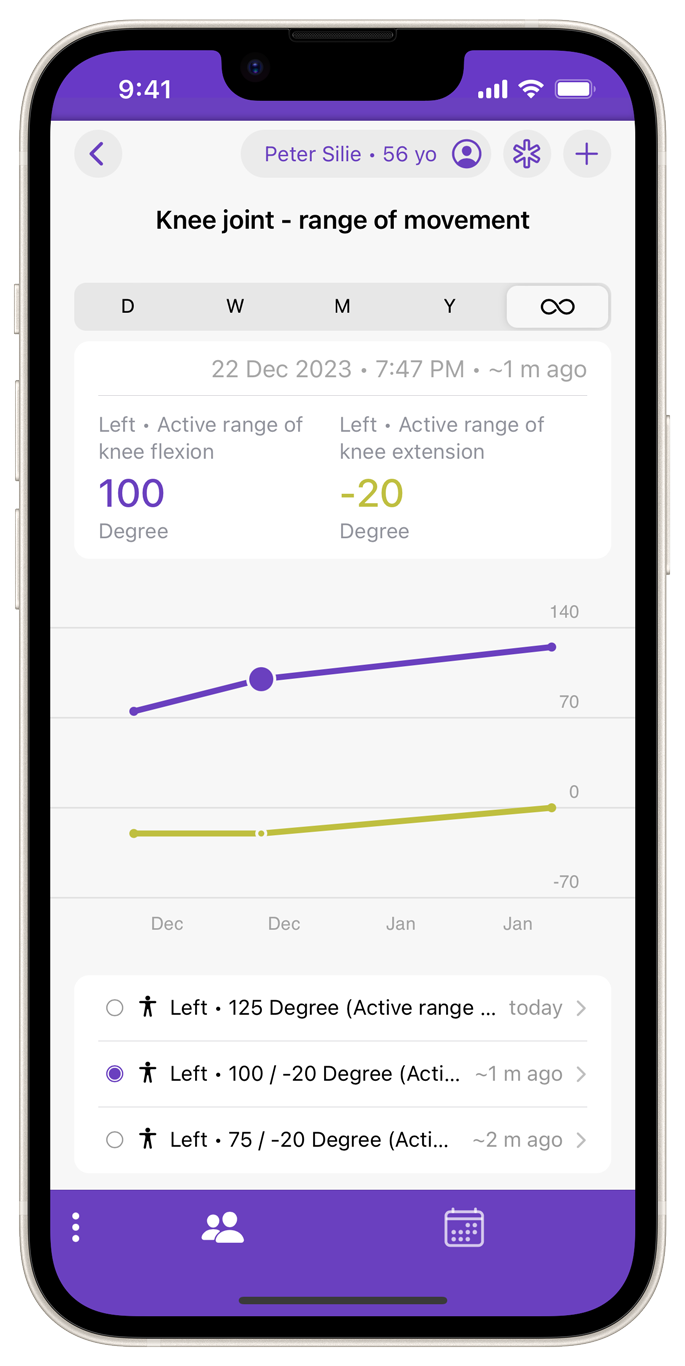 9:41
Peter Silie • 56 yo
Knee joint - range of movement
D W M Y
22 Dec 2023 • 7:47 PM • ~1 m ago
Left • Active range of knee flexion
100
Degree
Left • Active range of knee extension
-20
Degree
140
70
0
-70
Dec Dec Jan Jan
Left • 125 Degree (Active range ... today
Left • 100 / -20 Degree (Acti... ~1 m ago
Left • 75 / -20 Degree (Acti... ~2 m ago